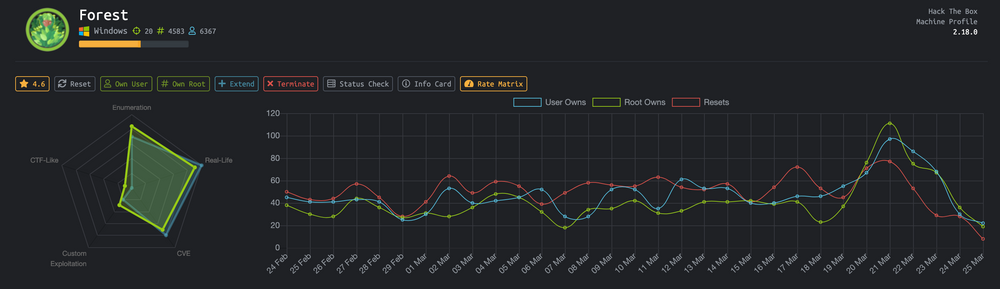 Forest
Windows 20 # 4583 6367
Hack The Box
Machine Profile
2.18.0
4.6 Reset Own User # Own Root Extend Terminate Status Check Info Card Rate Matrix
Enumeration
CTF-Like
Real-Life
Custom
Exploitation
CVE
User Owns Root Owns Resets
120
100
80
60
40
20
0
24 Feb 25 Feb 26 Feb 27 Feb 28 Feb 29 Feb 01 Mar 02 Mar 03 Mar 04 Mar 05 Mar 06 Mar 07 Mar 08 Mar 09 Mar 10 Mar 11 Mar 12 Mar 13 Mar 14 Mar 15 Mar 16 Mar 17 Mar 18 Mar 19 Mar 20 Mar 21 Mar 22 Mar 23 Mar 24 Mar 25 Mar